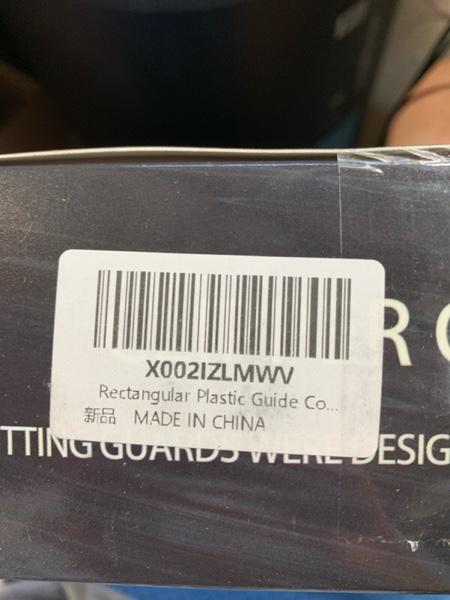 R
X002IZLMWV
Rectangular Plastic Guide Co...
新品 MADE IN CHINA
TTING GUARDS WERE DESIG